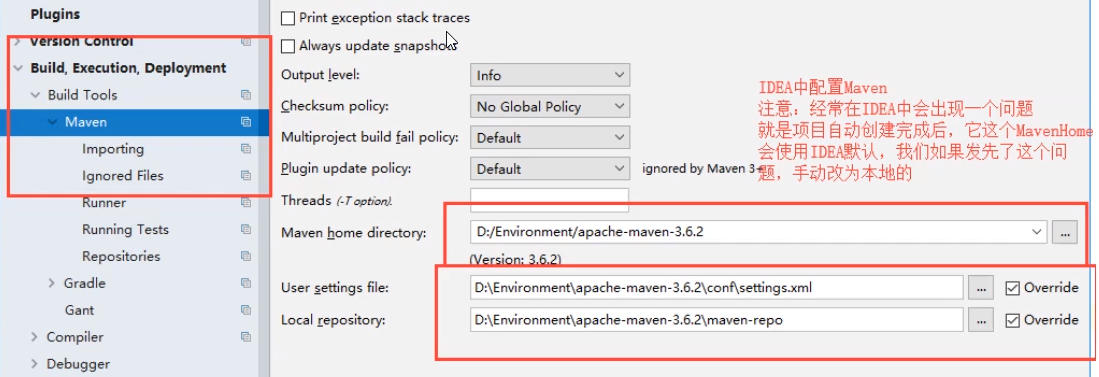 Plugins
Version Control
Build, Execution, Deployment
Build Tools
Maven
Importing
Ignored Files
Runner
Running Tests
Repositories
Gradle
Gant
Compiler
Debugger
Print exception stack traces
Always update snapshots
Output level: Info
Checksum policy: No Global Policy
Multiproject build fail policy: Default
Plugin update policy: Default ignored by Maven 3+
Threads (-T option).
Maven home directory: D:/Environment/apache-maven-3.6.2 ...
(Version: 3.6.2)
User settings file: D:\Environment\apache-maven-3.6.2\conf\settings.xml ... Override
Local repository: D:\Environment\apache-maven-3.6.2\maven-repo ... Override
IDEA中配置Maven
注意：经常在IDEA中会出现一个问题
就是项目自动创建完成后，它这个MavenHome
会使用IDEA默认，我们如果发先了这个问
题，手动改为本地的